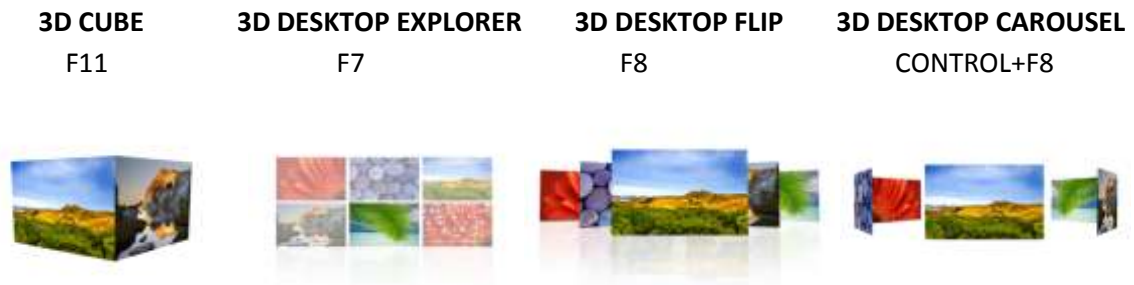 3D CUBE 3D DESKTOP EXPLORER 3D DESKTOP FLIP 3D DESKTOP CAROUSEL
F11 F7 F8 CONTROL+F8